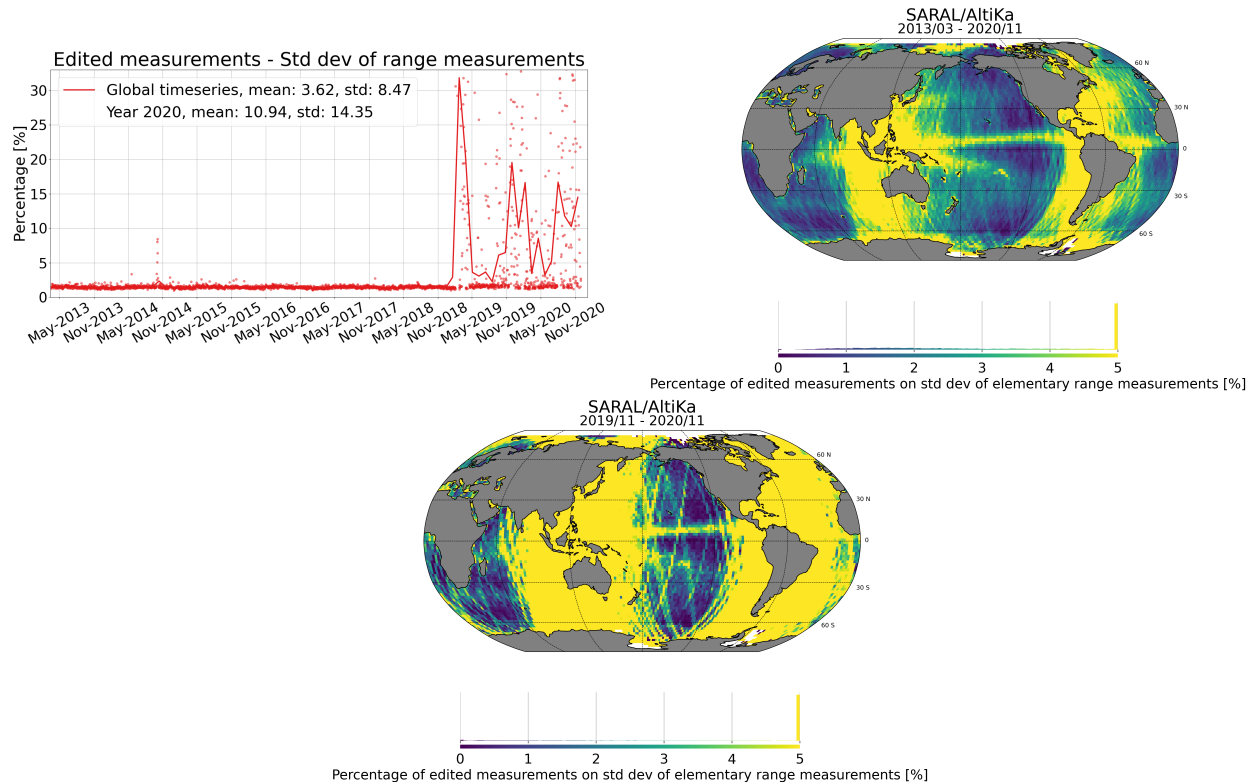 Edited measurements - Std dev of range measurements
Global timeseries, mean: 3.62, std: 8.47
Year 2020, mean: 10.94, std: 14.35
Percentage [%]
30
25
20
15
10
5
0
May-2013
Nov-2013
May-2014
Nov-2014
May-2015
Nov-2015
May-2016
Nov-2016
May-2017
Nov-2017
May-2018
Nov-2018
May-2019
Nov-2019
May-2020
Nov-2020
SARAL/AltiKa
2013/03 - 2020/11
60 N
30 N
0
30 S
60 S
0 1 2 3 4 5
Percentage of edited measurements on std dev of elementary range measurements [%]
SARAL/AltiKa
2019/11 - 2020/11
60 N
30 N
0
30 S
60 S
0 1 2 3 4 5
Percentage of edited measurements on std dev of elementary range measurements [%]